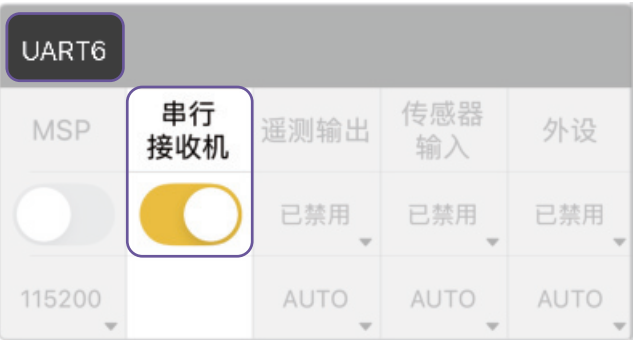 UART6
MSP
串行
接收机
遥测输出
传感器
输入
外设
已禁用
已禁用
已禁用
115200
AUTO
AUTO
AUTO